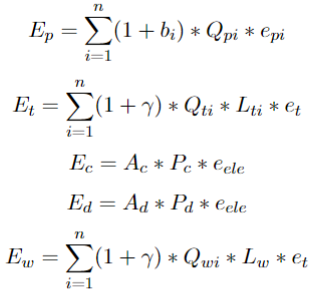 $E_p = \sum_{i=1}^{n}(1 + b_i) * Q_{pi} * e_{pi}$
$E_t = \sum_{i=1}^{n}(1 + \gamma) * Q_{ti} * L_{ti} * e_t$
$E_c = A_c * P_c * e_{ele}$
$E_d = A_d * P_d * e_{ele}$
$E_w = \sum_{i=1}^{n}(1 + \gamma) * Q_{wi} * L_w * e_t$